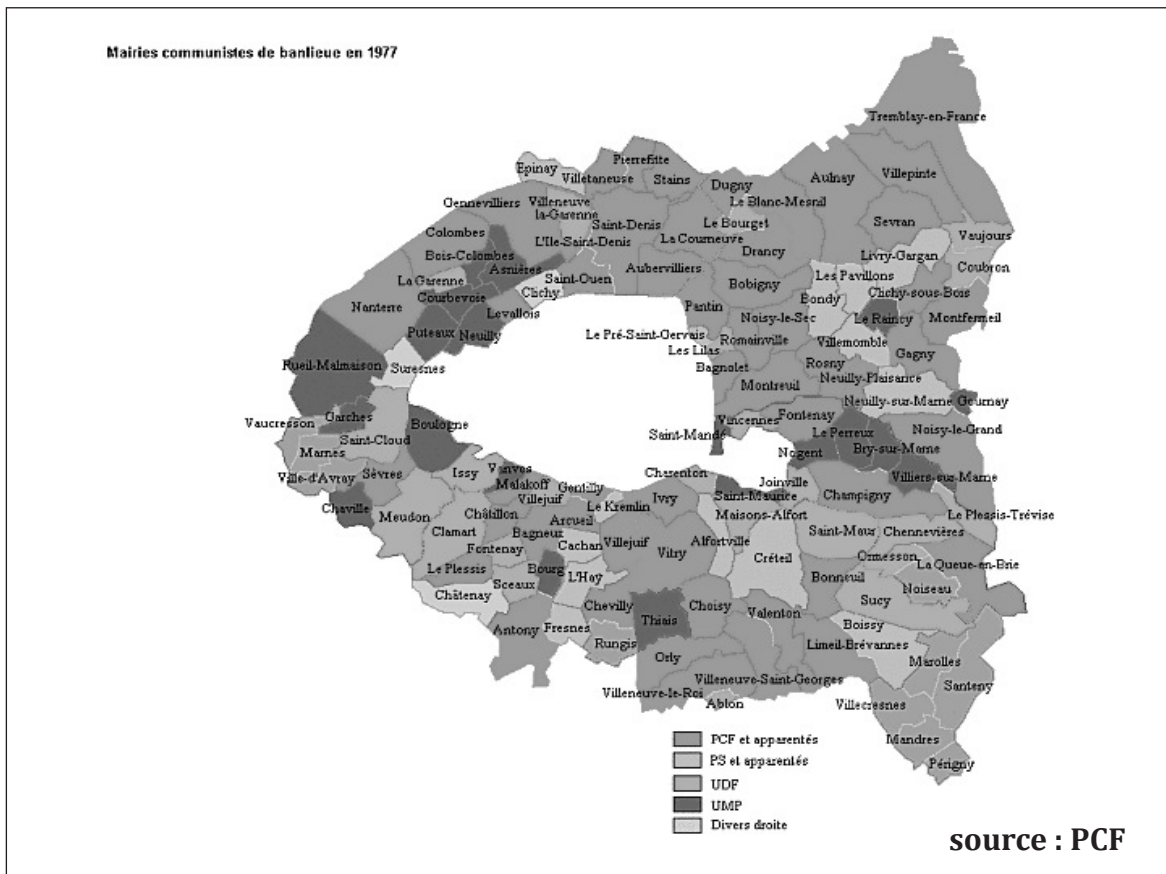 Mairies communistes de banlieue en 1977
Tremblay-en-France
Epinay
Pierrefitte
Villetaneuse
Stains
Dugny
Aulnay
Villepinte
Gennevilliers
Villeneuve
la-Garenne
Le Blanc-Mesnil
Saint-Denis
Le Bourget
Sevran
Colombes
L'Ile-Saint-Denis
La Courneuve
Vaujours
Bois-Colombes
Drancy
Livry-Gargan
Asnières
Aubervilliers
Coubron
La Garenne
Saint-Ouen
Les Pavillons
Clichy
Bobigny
Clichy-sous-Bois
Courbevoie
Bondy
Nanterre
Levallois
Pantin
Noisy-le-Sec
Le Raincy
Montfermeil
Puteaux
Neuilly
Le Pré-Saint-Gervais
Romainville
Villemomble
Les Lilas
Gagny
Rueil-Malmaison
Suresnes
Bagnolet
Rosny
Neuilly-Plaisance
Montreuil
Neuilly-sur-Marne
Gournay
Vaucresson
Garches
Boulogne
Vincennes
Fontenay
Saint-Mandé
Le Perreux
Noisy-le-Grand
Saint-Cloud
Marnes
Nogent
Bry-sur-Marne
Ville-d'Avray
Sèvres
Issy
Vanves
Charenton
Joinville
Villiers-sur-Marne
Malakoff
Gentilly
Chaville
Villejuif
Ivry
Saint-Maurice
Champigny
Le Kremlin
Le Plessis-Trévise
Meudon
Châtillon
Arcueil
Maisons-Alfort
Clamart
Bagneux
Villejuif
Saint-Maur
Chennevières
Fontenay
Cachan
Vitry
Alfortville
Ormesson
Créteil
La Queue-en-Brie
Le Plessis
Bourg
L'Hay
Bonneuil
Sceaux
Noiseau
Châtenay
Chevilly
Choisy
Sucy
Thiais
Valenton
Antony
Fresnes
Boissy
Rungis
Limeil-Brévannes
Orly
Marolles
Villeneuve-Saint-Georges
Santeny
Villeneuve-le-Roi
Ablon
Villecresnes
Mandres
Périgny
PCF et apparentés
PS et apparentés
UDF
UMP
Divers droite
source : PCF